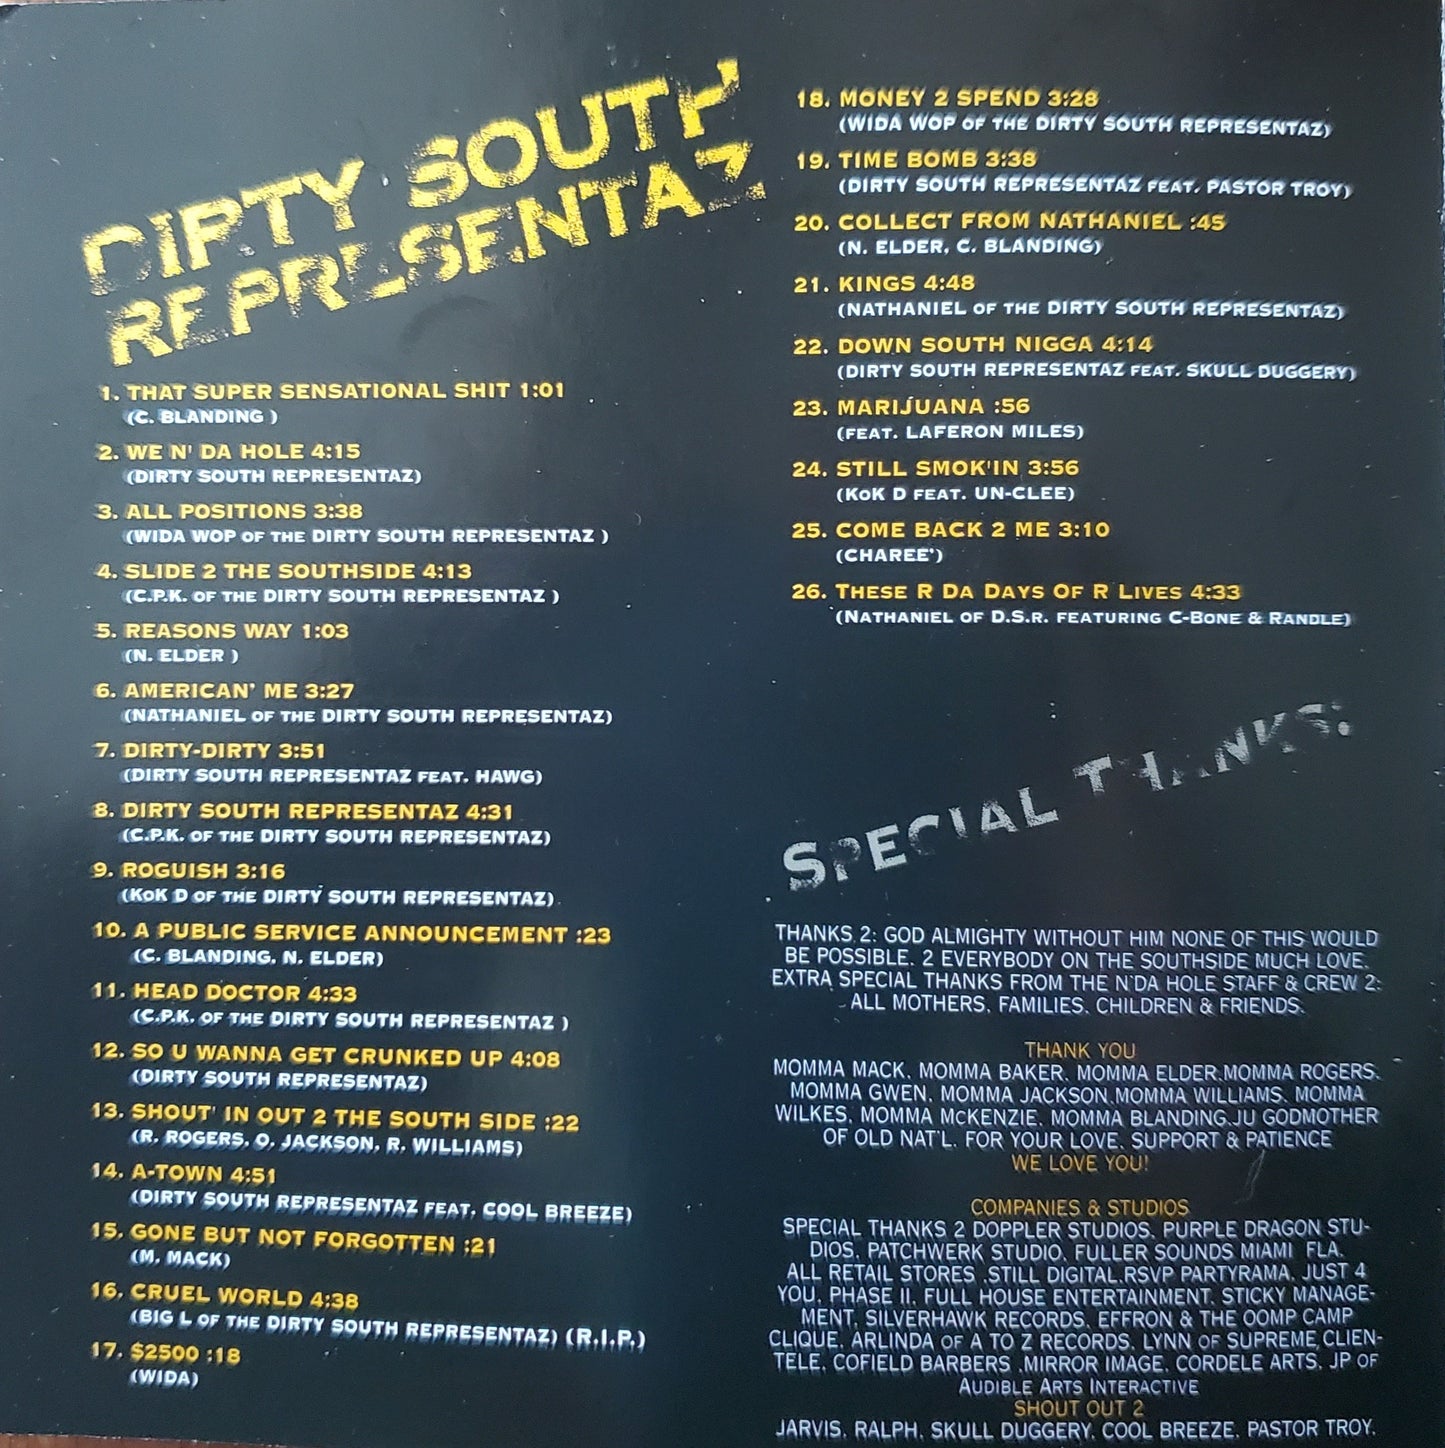 DIRTY SOUTH
REPRESENTAZ
1. THAT SUPER SENSATIONAL SHIT 1:01
(C. BLANDING )
2. WE N' DA HOLE 4:15
(DIRTY SOUTH REPRESENTAZ)
3. ALL POSITIONS 3:38
(WIDA WOP OF THE DIRTY SOUTH REPRESENTAZ )
4. SLIDE 2 THE SOUTHSIDE 4:13
(C.P.K. OF THE DIRTY SOUTH REPRESENTAZ )
5. REASONS WAY 1:03
(N. ELDER )
6. AMERICAN' ME 3:27
(NATHANIEL OF THE DIRTY SOUTH REPRESENTAZ)
7. DIRTY-DIRTY 3:51
(DIRTY SOUTH REPRESENTAZ FEAT. HAWG)
8. DIRTY SOUTH REPRESENTAZ 4:31
(C.P.K. OF THE DIRTY SOUTH REPRESENTAZ)
9. ROGUISH 3:16
(KOK D OF THE DIRTY SOUTH REPRESENTAZ)
10. A PUBLIC SERVICE ANNOUNCEMENT :23
(C. BLANDING, N. ELDER)
11. HEAD DOCTOR 4:33
(C.P.K. OF THE DIRTY SOUTH REPRESENTAZ )
12. SO U WANNA GET CRUNKED UP 4:08
(DIRTY SOUTH REPRESENTAZ)
13. SHOUT' IN OUT 2 THE SOUTH SIDE :22
(R. ROGERS, O. JACKSON, R. WILLIAMS)
14. A-TOWN 4:51
(DIRTY SOUTH REPRESENTAZ FEAT. COOL BREEZE)
15. GONE BUT NOT FORGOTTEN :21
(M. MACK)
16. CRUEL WORLD 4:38
(BIG L OF THE DIRTY SOUTH REPRESENTAZ) (R.I.P.)
17. $2500 :18
(WIDA)
18. MONEY 2 SPEND 3:28
(WIDA WOP OF THE DIRTY SOUTH REPRESENTAZ)
19. TIME BOMB 3:38
(DIRTY SOUTH REPRESENTAZ FEAT. PASTOR TROY)
20. COLLECT FROM NATHANIEL :45
(N. ELDER, C. BLANDING)
21. KINGS 4:48
(NATHANIEL OF THE DIRTY SOUTH REPRESENTAZ)
22. DOWN SOUTH NIGGA 4:14
(DIRTY SOUTH REPRESENTAZ FEAT. SKULL DUGGERY)
23. MARIJUANA :56
(FEAT. LAFERON MILES)
24. STILL SMOK'IN 3:56
(KOK D FEAT. UN-CLEE)
25. COME BACK 2 ME 3:10
(CHAREE')
26. THESE R DA DAYS OF R LIVES 4:33
(NATHANIEL OF D.S.R. FEATURING C-BONE & RANDLE)
SPECIAL THANKS:
THANKS 2: GOD ALMIGHTY WITHOUT HIM NONE OF THIS WOULD
BE POSSIBLE. 2 EVERYBODY ON THE SOUTHSIDE MUCH LOVE.
EXTRA SPECIAL THANKS FROM THE N'DA HOLE STAFF & CREW 2:
ALL MOTHERS, FAMILIES, CHILDREN & FRIENDS.
THANK YOU
MOMMA MACK, MOMMA BAKER, MOMMA ELDER,MOMMA ROGERS,
MOMMA GWEN, MOMMA JACKSON,MOMMA WILLIAMS, MOMMA
WILKES, MOMMA McKENZIE, MOMMA BLANDING,JU GODMOTHER
OF OLD NAT'L, FOR YOUR LOVE, SUPPORT & PATIENCE
WE LOVE YOU!
COMPANIES & STUDIOS
SPECIAL THANKS 2 DOPPLER STUDIOS, PURPLE DRAGON STU-
DIOS, PATCHWERK STUDIO, FULLER SOUNDS MIAMI FLA.
ALL RETAIL STORES ,STILL DIGITAL,RSVP PARTYRAMA, JUST 4
YOU, PHASE II, FULL HOUSE ENTERTAINMENT, STICKY MANAGE-
MENT, SILVERHAWK RECORDS, EFFRON & THE OOMP CAMP
CLIQUE, ARLINDA OF A TO Z RECORDS, LYNN OF SUPREME CLIEN-
TELE, COFIELD BARBERS ,MIRROR IMAGE, CORDELE ARTS, JP OF
AUDIBLE ARTS INTERACTIVE
SHOUT OUT 2
JARVIS, RALPH, SKULL DUGGERY, COOL BREEZE, PASTOR TROY,